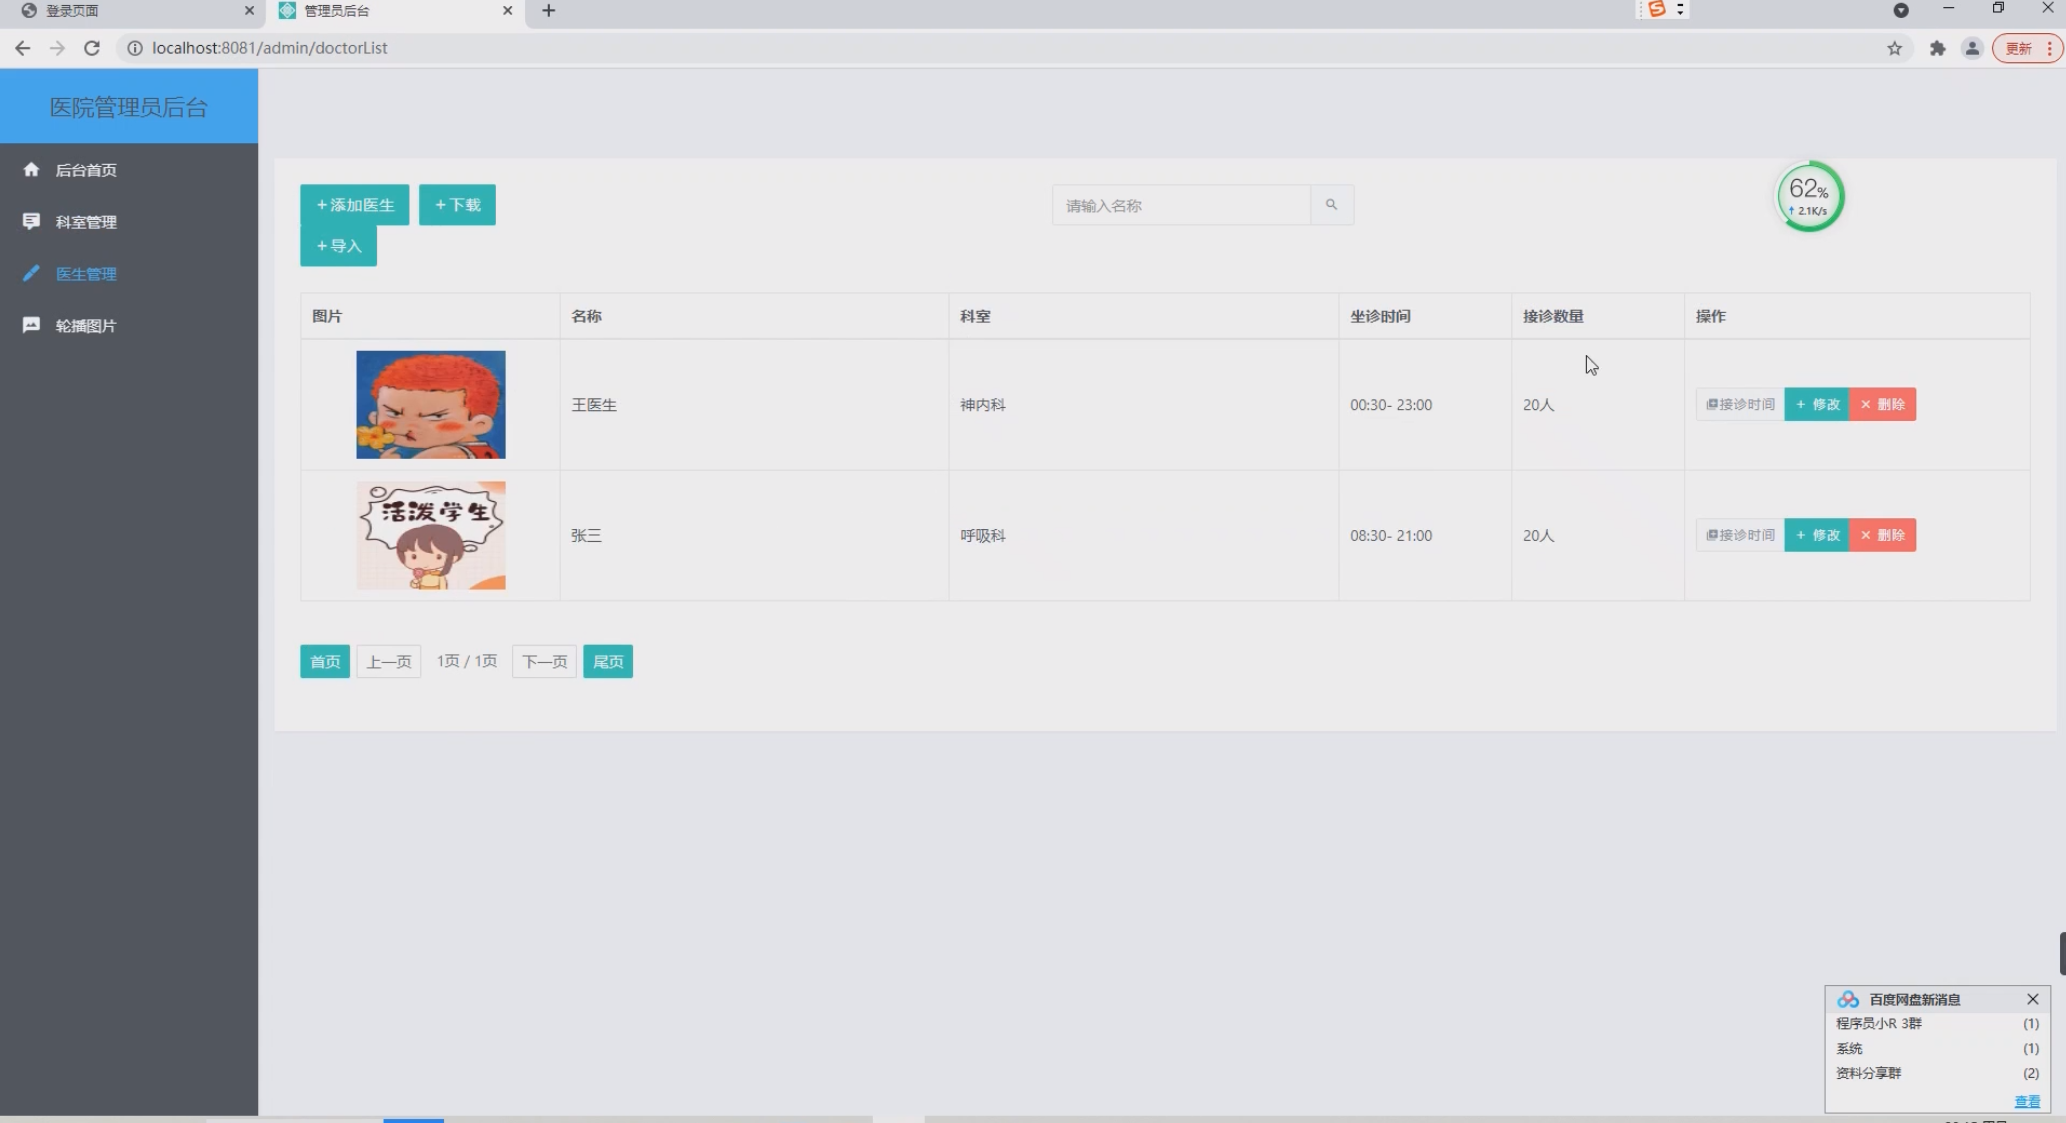 登录页面
管理员后台
localhost:8081/admin/doctorList
更新
医院管理员后台
后台首页
科室管理
医生管理
轮播图片
+添加医生
+下载
+导入
请输入名称
62%
↑ 2.1K/s
图片 名称 科室 坐诊时间 接诊数量 操作
王医生 神内科 00:30- 23:00 20人 接诊时间 + 修改 × 删除
活泼学生
张三 呼吸科 08:30- 21:00 20人 接诊时间 + 修改 × 删除
首页 上一页 1页 / 1页 下一页 尾页
百度网盘新消息
程序员小R 3群 (1)
系统 (1)
资料分享群 (2)
查看